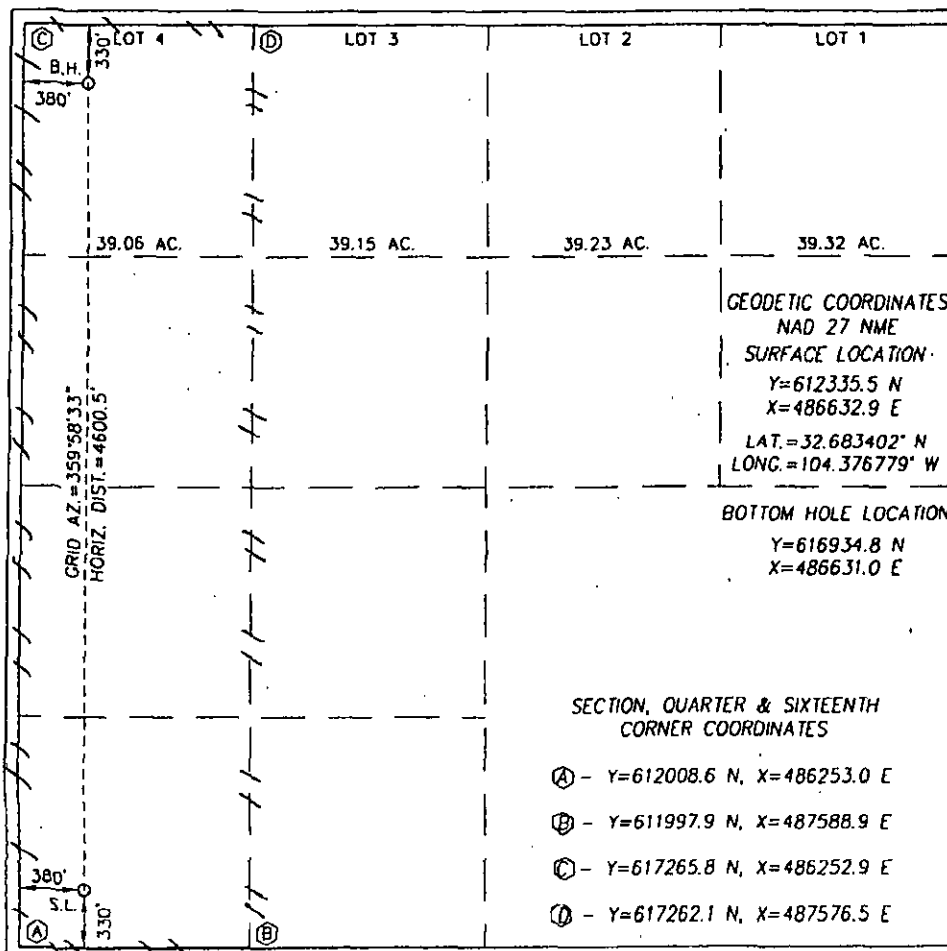 C LOT 4 D LOT 3 LOT 2 LOT 1
330'
B.H.
380'
39.06 AC. 39.15 AC. 39.23 AC. 39.32 AC.
GEODETIC COORDINATES
NAD 27 NME
SURFACE LOCATION
Y=612335.5 N
X=486632.9 E
LAT.=32.683402° N
LONG.=104.376779° W
BOTTOM HOLE LOCATION
Y=616934.8 N
X=486631.0 E
GRID AZ.=359°58'33"
HORIZ. DIST.=4600.5'
SECTION, QUARTER & SIXTEENTH
CORNER COORDINATES
A - Y=612008.6 N, X=486253.0 E
B - Y=611997.9 N, X=487588.9 E
C - Y=617265.8 N, X=486252.9 E
D - Y=617262.1 N, X=487576.5 E
380'
S.L.
330'
A B